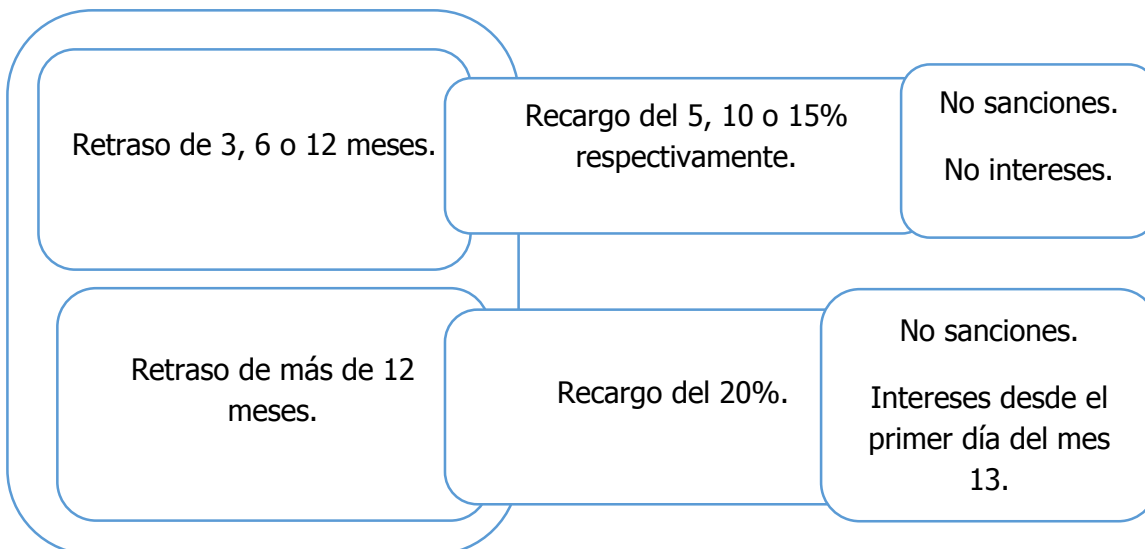 Retraso de 3, 6 o 12 meses.
Recargo del 5, 10 o 15%
respectivamente.
No sanciones.
No intereses.
Retraso de más de 12
meses.
Recargo del 20%.
No sanciones.
Intereses desde el
primer día del mes
13.